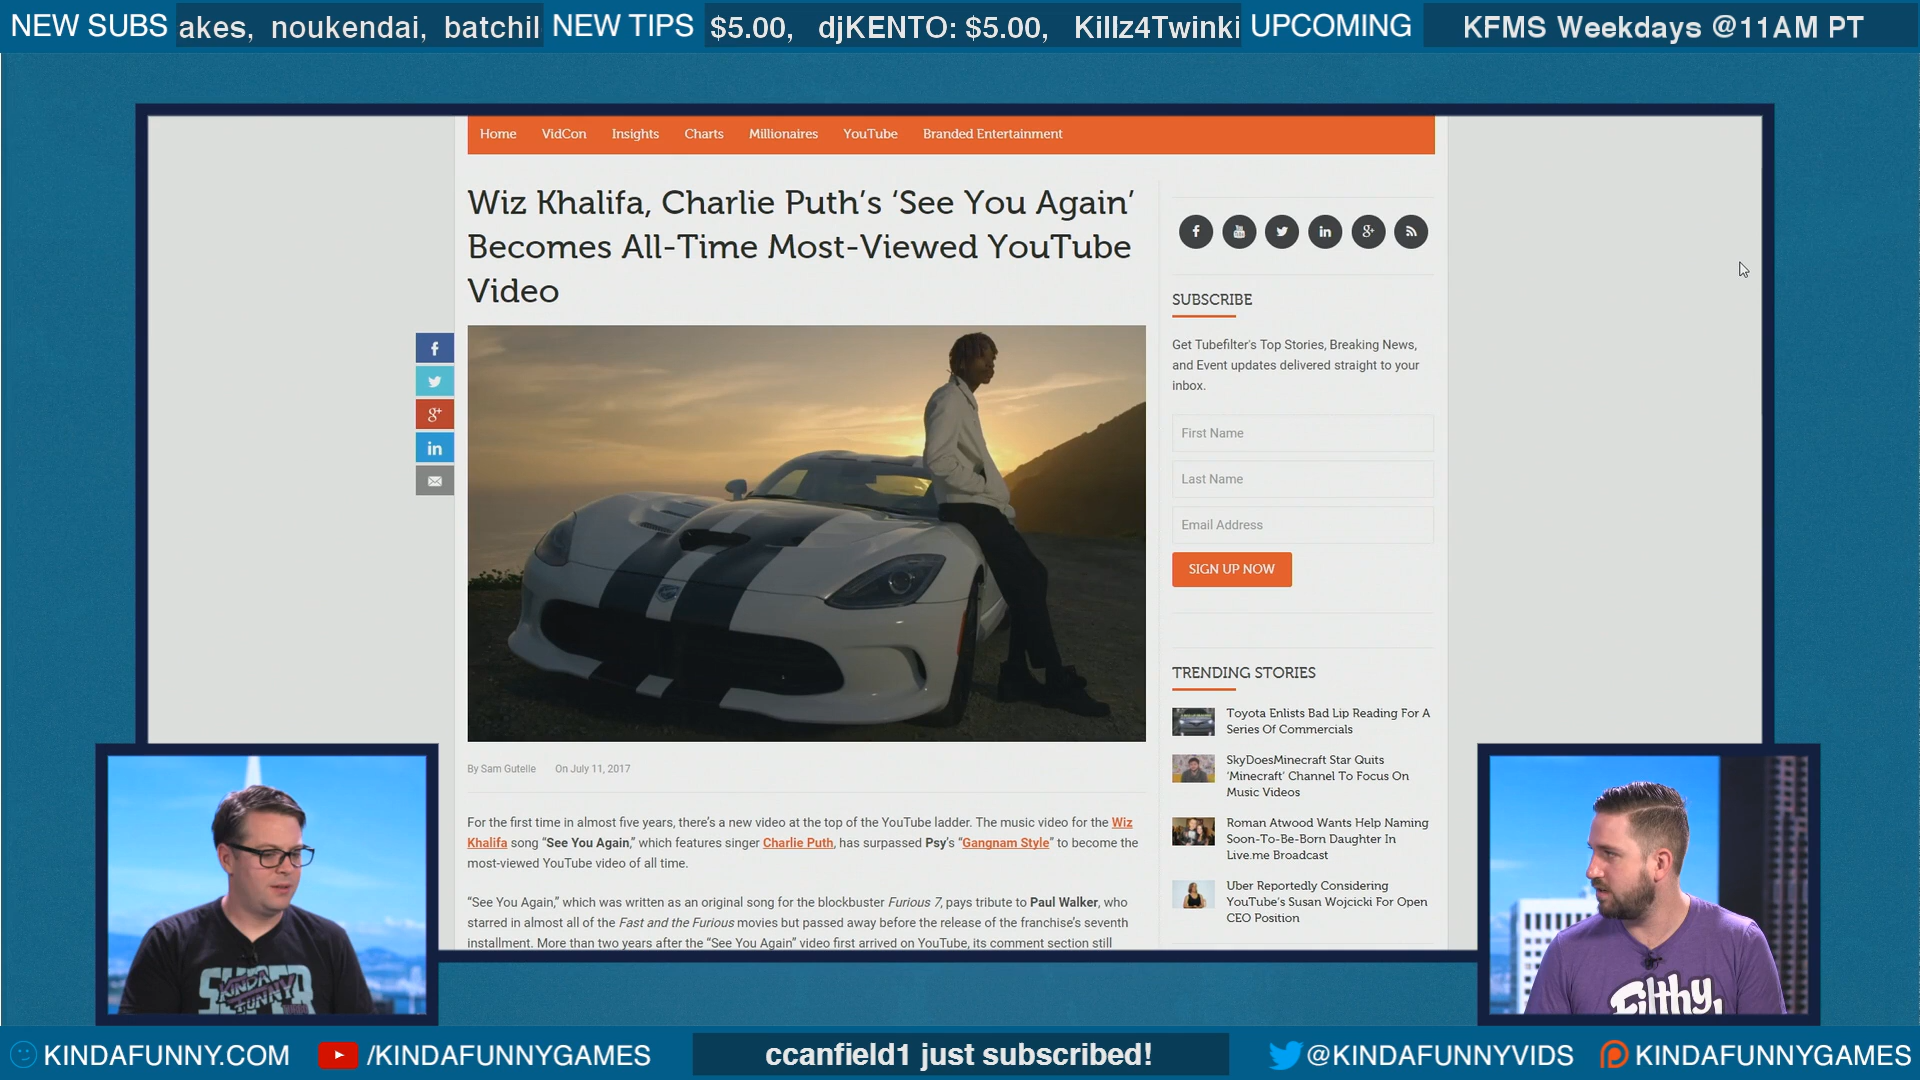 NEW SUBS akes, noukendai, batchil NEW TIPS $5.00, djKENTO: $5.00, Killz4Twinki UPCOMING KFMS Weekdays @11AM PT
Home VidCon Insights Charts Millionaires YouTube Branded Entertainment
Wiz Khalifa, Charlie Puth's 'See You Again'
Becomes All-Time Most-Viewed YouTube
Video
By Sam Gutelle On July 11, 2017
For the first time in almost five years, there's a new video at the top of the YouTube ladder. The music video for the Wiz
Khalifa song "See You Again," which features singer Charlie Puth, has surpassed Psy's "Gangnam Style" to become the
most-viewed YouTube video of all time.
"See You Again," which was written as an original song for the blockbuster Furious 7, pays tribute to Paul Walker, who
starred in almost all of the Fast and the Furious movies but passed away before the release of the franchise's seventh
installment. More than two years after the "See You Again" video first arrived on YouTube, its comment section still
SUBSCRIBE
Get Tubefilter's Top Stories, Breaking News,
and Event updates delivered straight to your
inbox.
First Name
Last Name
Email Address
SIGN UP NOW
TRENDING STORIES
Toyota Enlists Bad Lip Reading For A
Series Of Commercials
SkyDoesMinecraft Star Quits
'Minecraft' Channel To Focus On
Music Videos
Roman Atwood Wants Help Naming
Soon-To-Be-Born Daughter In
Live.me Broadcast
Uber Reportedly Considering
YouTube's Susan Wojcicki For Open
CEO Position
SUPER
KINDA
FUNNY
Filthy,
KINDAFUNNY.COM /KINDAFUNNYGAMES ccanfield1 just subscribed! @KINDAFUNNYVIDS KINDAFUNNYGAMES